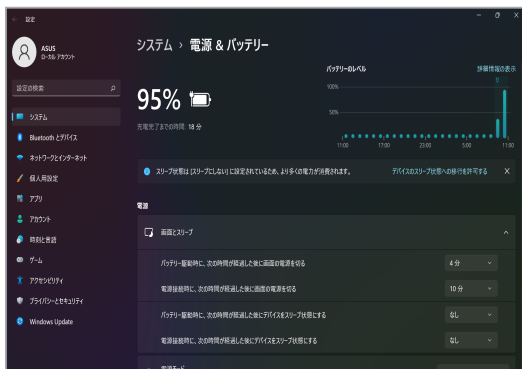 設定
ASUS
ローカル アカウント
設定の検索
システム
Bluetooth とデバイス
ネットワークとインターネット
個人用設定
アプリ
アカウント
時刻と言語
ゲーム
アクセシビリティ
プライバシーとセキュリティ
Windows Update
システム › 電源 & バッテリー
95%
充電完了までの時間: 18 分
バッテリーのレベル
詳細情報の表示
100%
50%
11:00 17:00 23:00 5:00 11:00
スリープ状態は [スリープにしない] に設定されているため、より多くの電力が消費されます。
デバイスのスリープ状態への移行を許可する
電源
画面とスリープ
バッテリー駆動時に、次の時間が経過した後に画面の電源を切る
4 分
電源接続時に、次の時間が経過した後に画面の電源を切る
10 分
バッテリー駆動時に、次の時間が経過した後にデバイスをスリープ状態にする
なし
電源接続時に、次の時間が経過した後にデバイスをスリープ状態にする
なし
電源モード